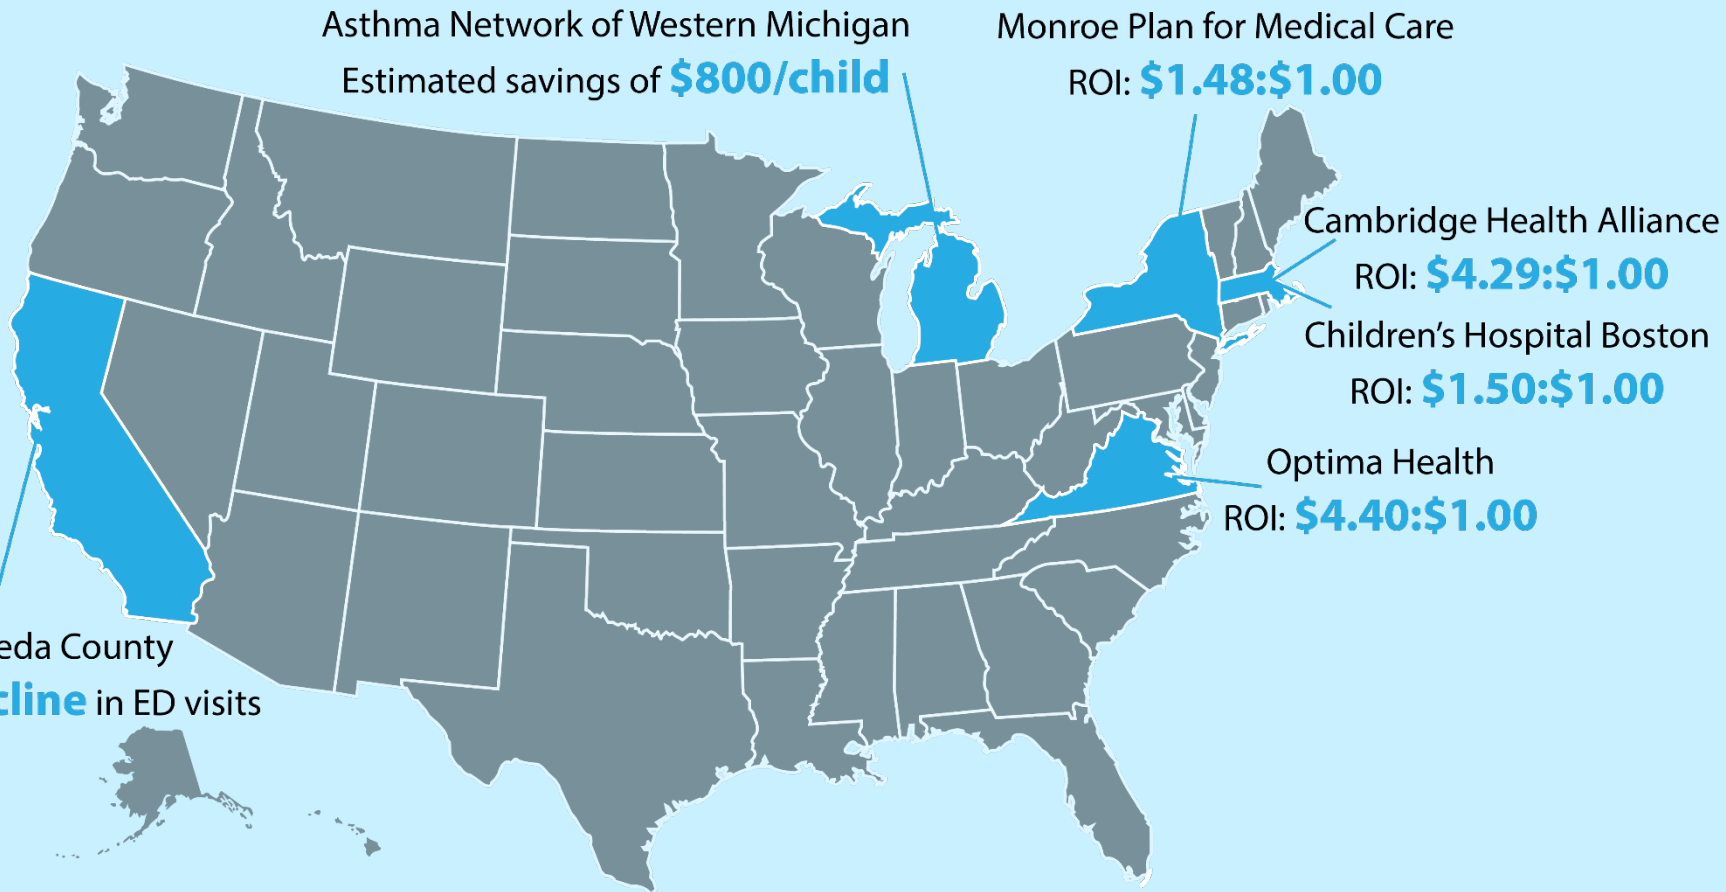 Asthma Network of Western Michigan
Estimated savings of $800/child
Monroe Plan for Medical Care
ROI: $1.48:$1.00
Cambridge Health Alliance
ROI: $4.29:$1.00
Children’s Hospital Boston
ROI: $1.50:$1.00
Optima Health
ROI: $4.40:$1.00
County
in ED visits